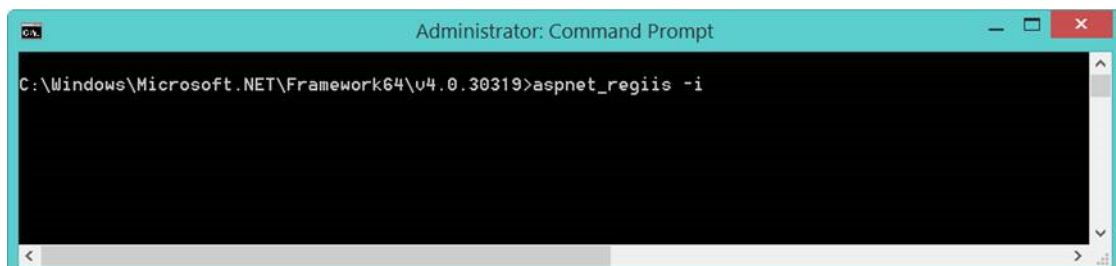 Administrator: Command Prompt
C:\Windows\Microsoft.NET\Framework64\v4.0.30319>aspnet_regiis -i